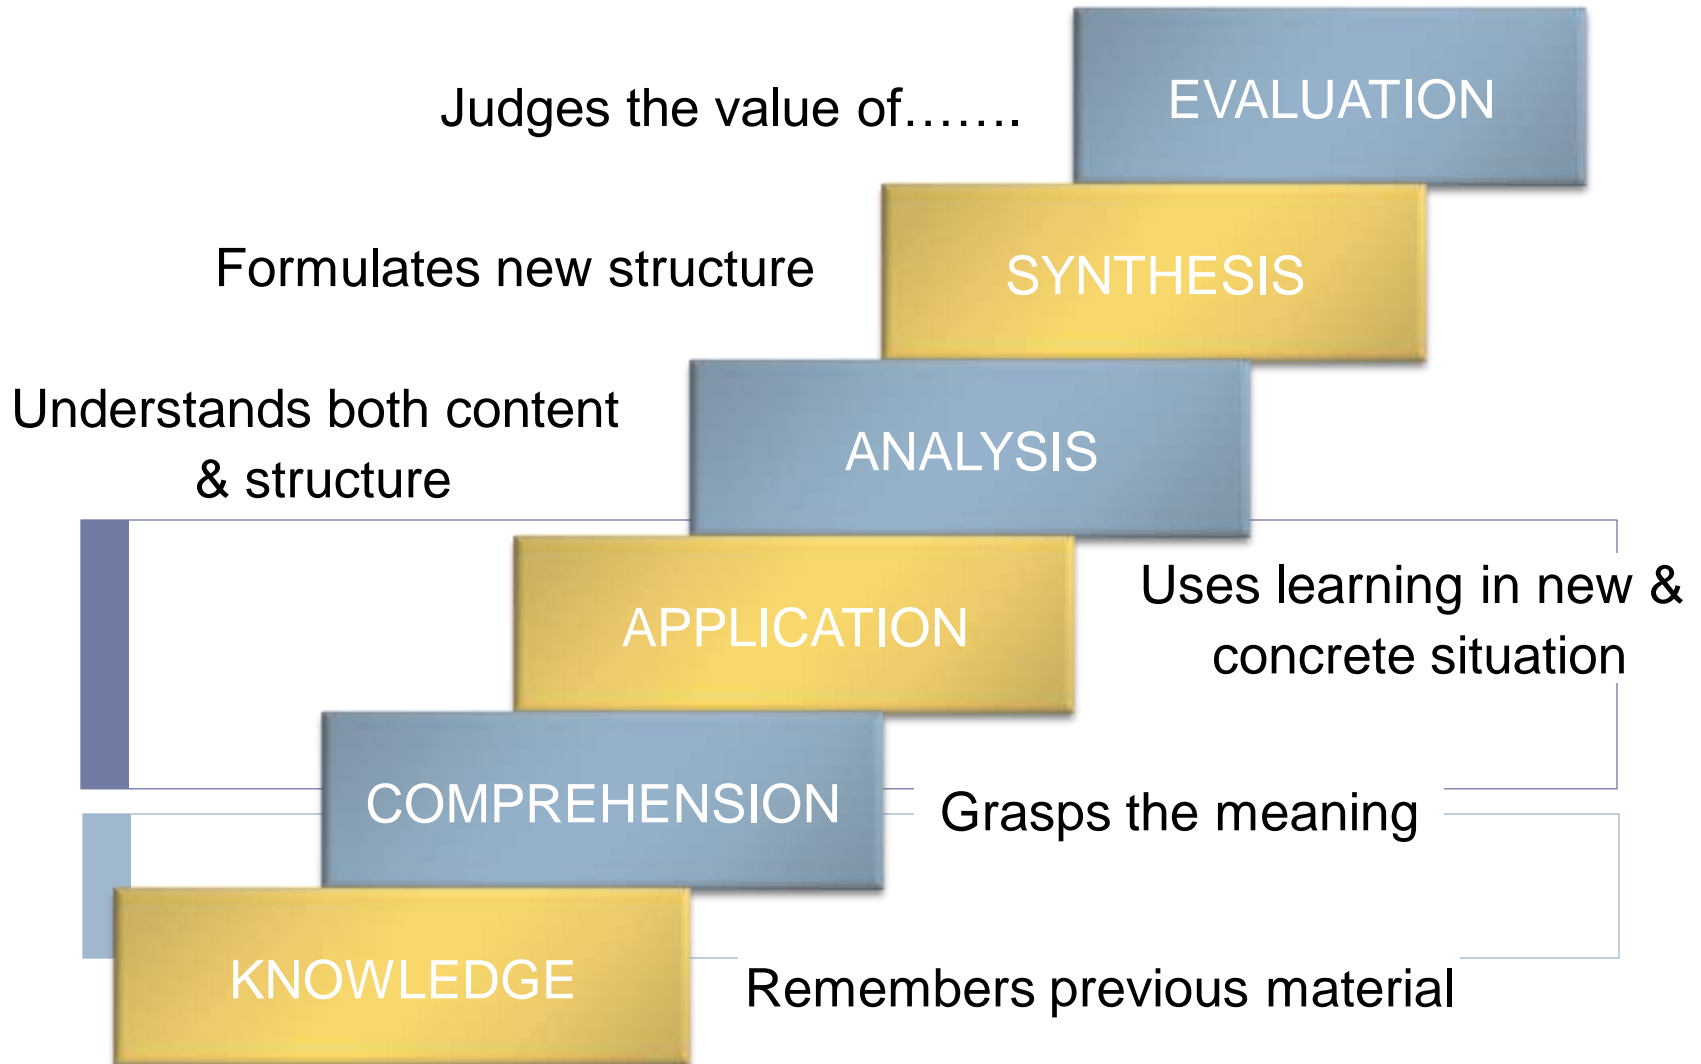 Judges the value of…….
EVALUATION
Formulates new structure
SYNTHESIS
Understands both content
& structure
ANALYSIS
APPLICATION
Uses learning in new &
concrete situation
COMPREHENSION
Grasps the meaning
KNOWLEDGE
Remembers previous material